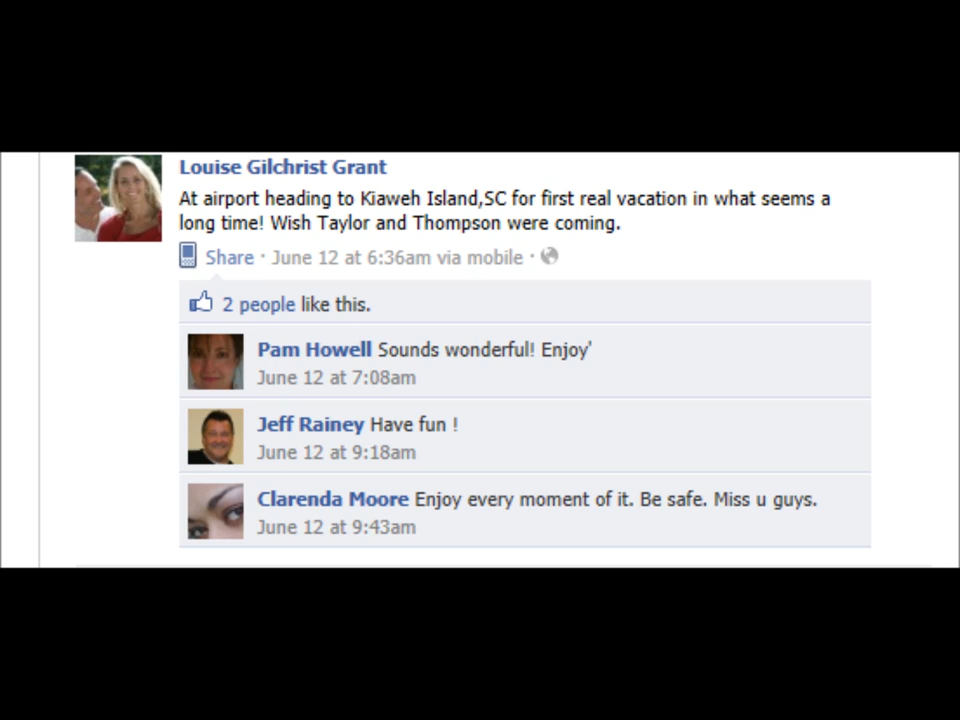 Louise Gilchrist Grant
At airport heading to Kiaweh Island,SC for first real vacation in what seems a
long time! Wish Taylor and Thompson were coming.
Share · June 12 at 6:36am via mobile ·
2 people like this.
Pam Howell Sounds wonderful! Enjoy'
June 12 at 7:08am
Jeff Rainey Have fun !
June 12 at 9:18am
Clarenda Moore Enjoy every moment of it. Be safe. Miss u guys.
June 12 at 9:43am